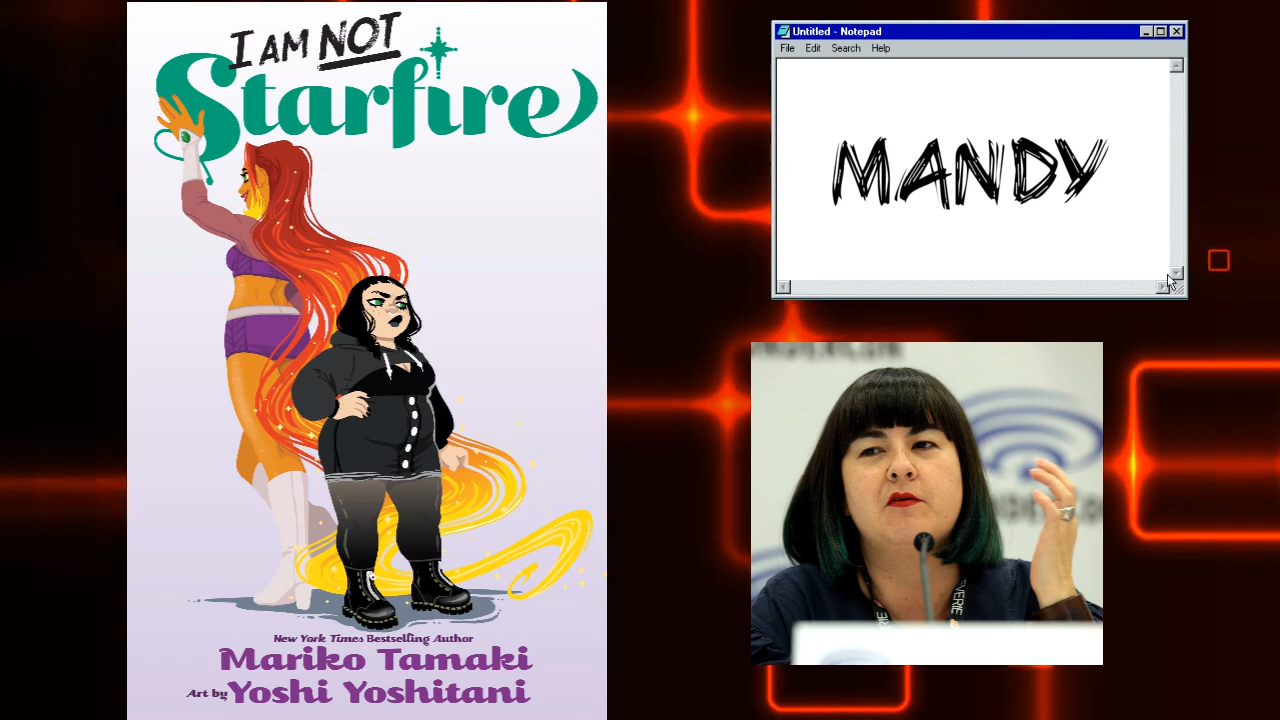 I AM NOT
Starfire
New York Times Bestselling Author
Mariko Tamaki
Art by Yoshi Yoshitani
Untitled - Notepad
File Edit Search Help
MANDY